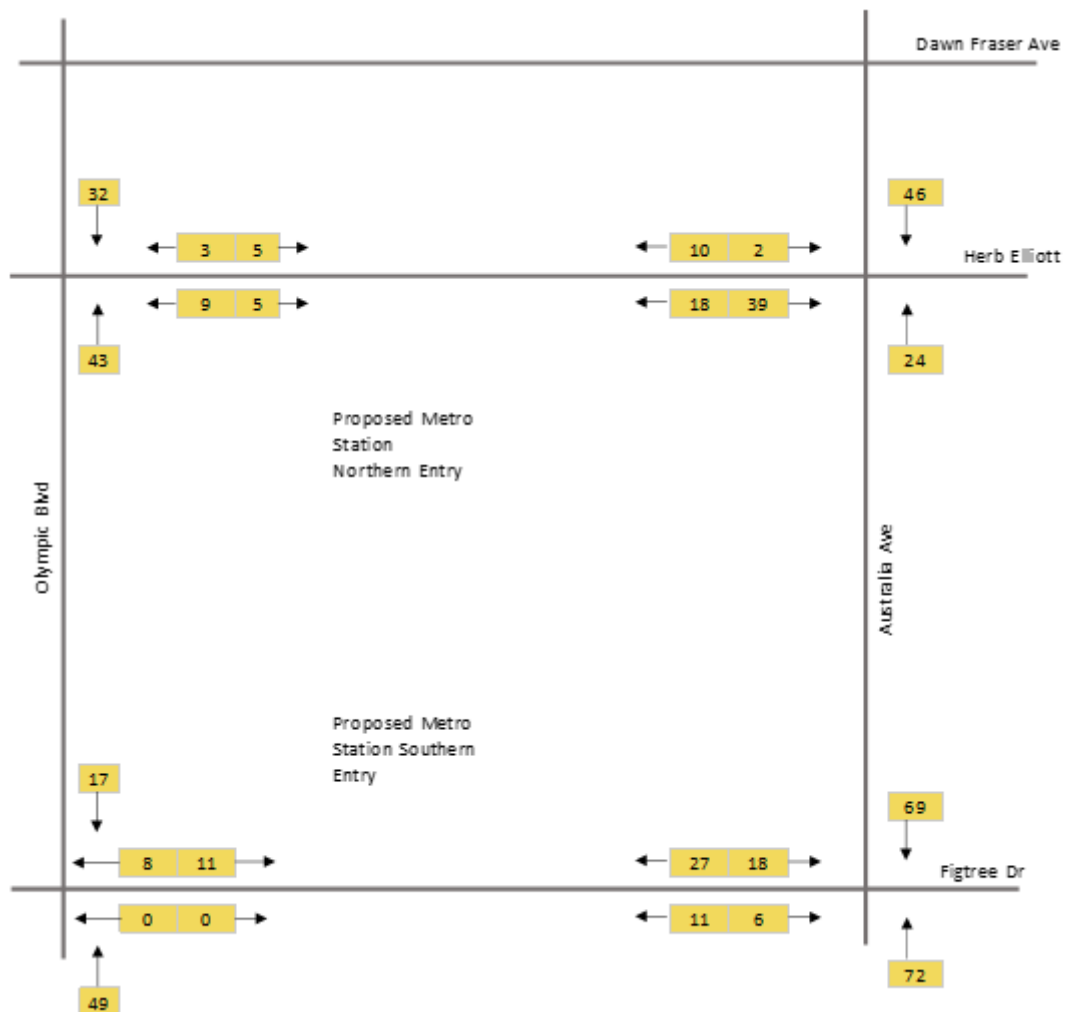 Dawn Fraser Ave
32
46
3 5
10 2
Herb Elliott
9 5
18 39
43
24
Proposed Metro
Station
Northern Entry
Olympic Blvd
Australia Ave
Proposed Metro
Station Southern
Entry
17
69
8 11
27 18
Figtree Dr
0 0
11 6
72
49